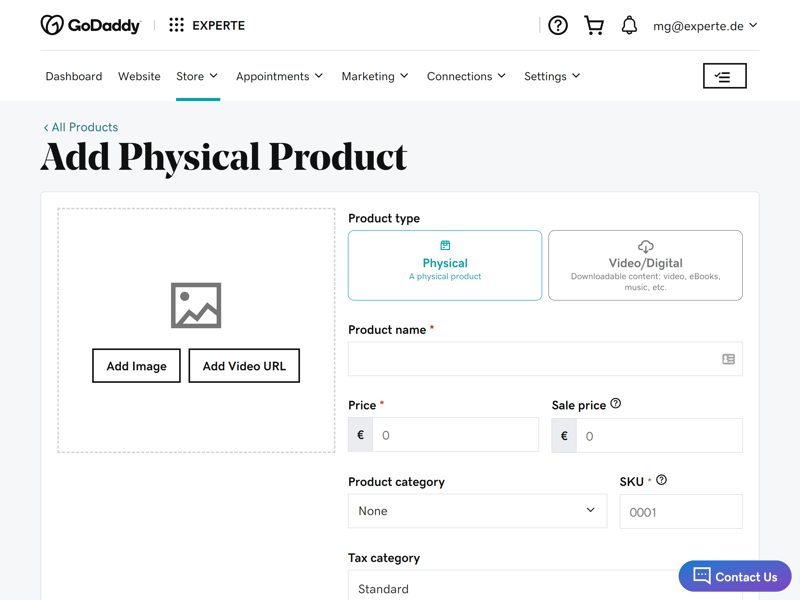 GoDaddy EXPERTE mg@experte.de
Dashboard Website Store Appointments Marketing Connections Settings
All Products
Add Physical Product
Product type
Physical
A physical product
Video/Digital
Downloadable content: video, eBooks,
music, etc.
Add Image Add Video URL
Product name *
Price * Sale price
€ 0 € 0
Product category SKU *
None 0001
Tax category
Standard
Contact Us